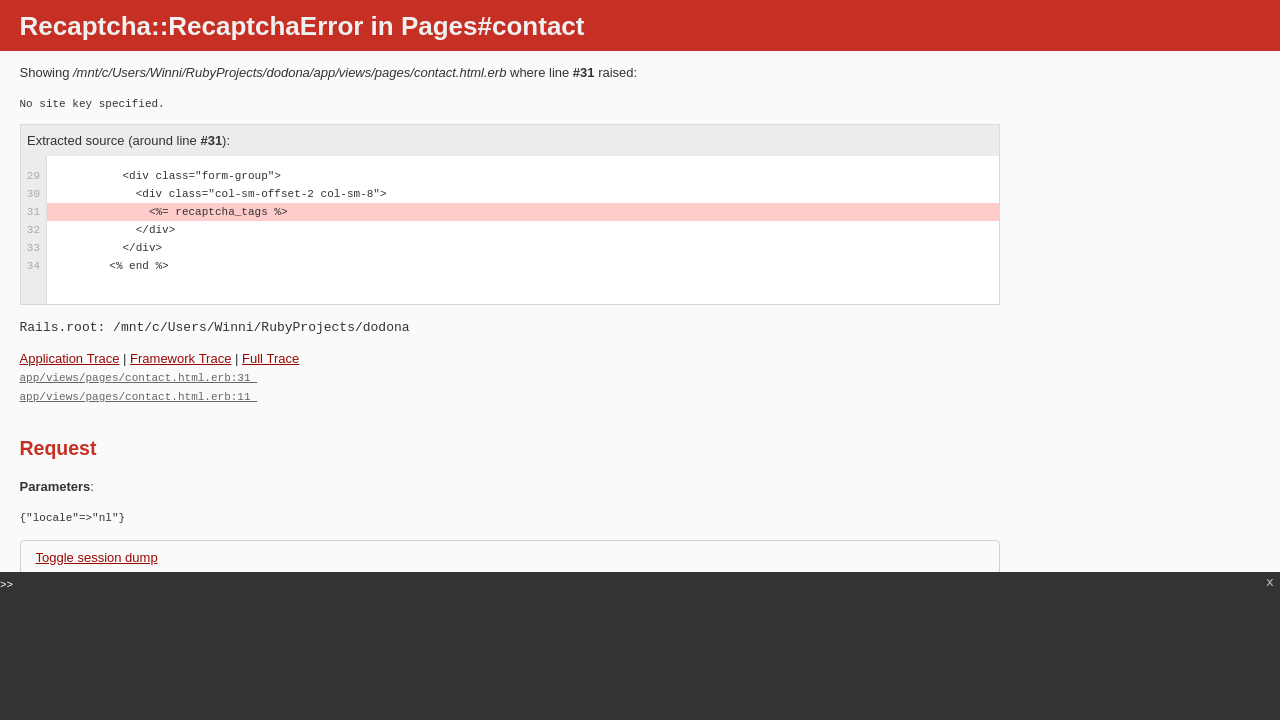 Recaptcha::RecaptchaError in Pages#contact
Showing /mnt/c/Users/Winni/RubyProjects/dodona/app/views/pages/contact.html.erb where line #31 raised:
No site key specified.
Extracted source (around line #31):
29 <div class="form-group">
30 <div class="col-sm-offset-2 col-sm-8">
31 <%= recaptcha_tags %>
32 </div>
33 </div>
34 <% end %>
Rails.root: /mnt/c/Users/Winni/RubyProjects/dodona
Application Trace | Framework Trace | Full Trace
app/views/pages/contact.html.erb:31
app/views/pages/contact.html.erb:11
Request
Parameters:
{"locale"=>"nl"}
Toggle session dump
>> X